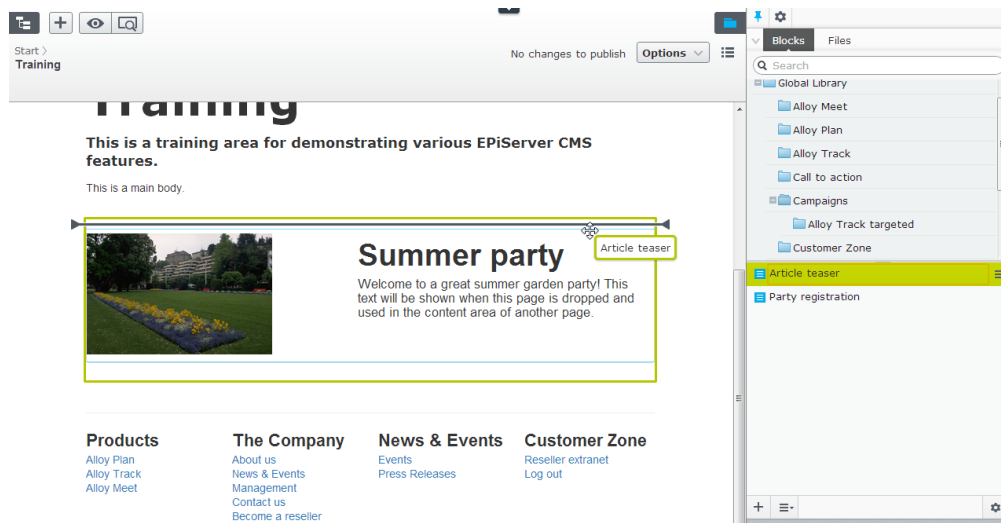 Start >
Training
No changes to publish
Options
Training
This is a training area for demonstrating various EPiServer CMS
features.
This is a main body.
Summer party
Article teaser
Welcome to a great summer garden party! This
text will be shown when this page is dropped and
used in the content area of another page.
Products
Alloy Plan
Alloy Track
Alloy Meet
The Company
About us
News & Events
Management
Contact us
Become a reseller
News & Events
Events
Press Releases
Customer Zone
Reseller extranet
Log out
Blocks
Files
Search
Global Library
Alloy Meet
Alloy Plan
Alloy Track
Call to action
Campaigns
Alloy Track targeted
Customer Zone
Article teaser
Party registration